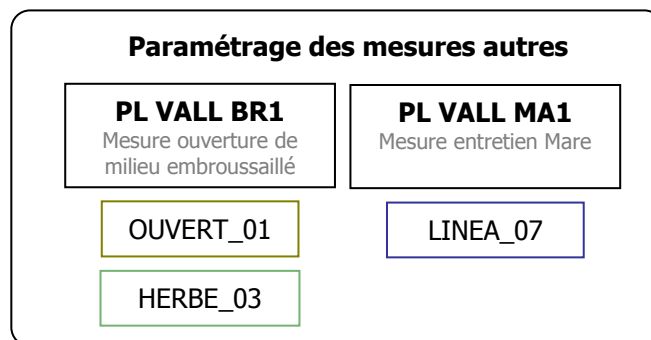 Paramétrage des mesures autres
PL VALL BR1
Mesure ouverture de
milieu embroussaillé
OUVERT_01
HERBE_03
PL VALL MA1
Mesure entretien Mare
LINEA_07